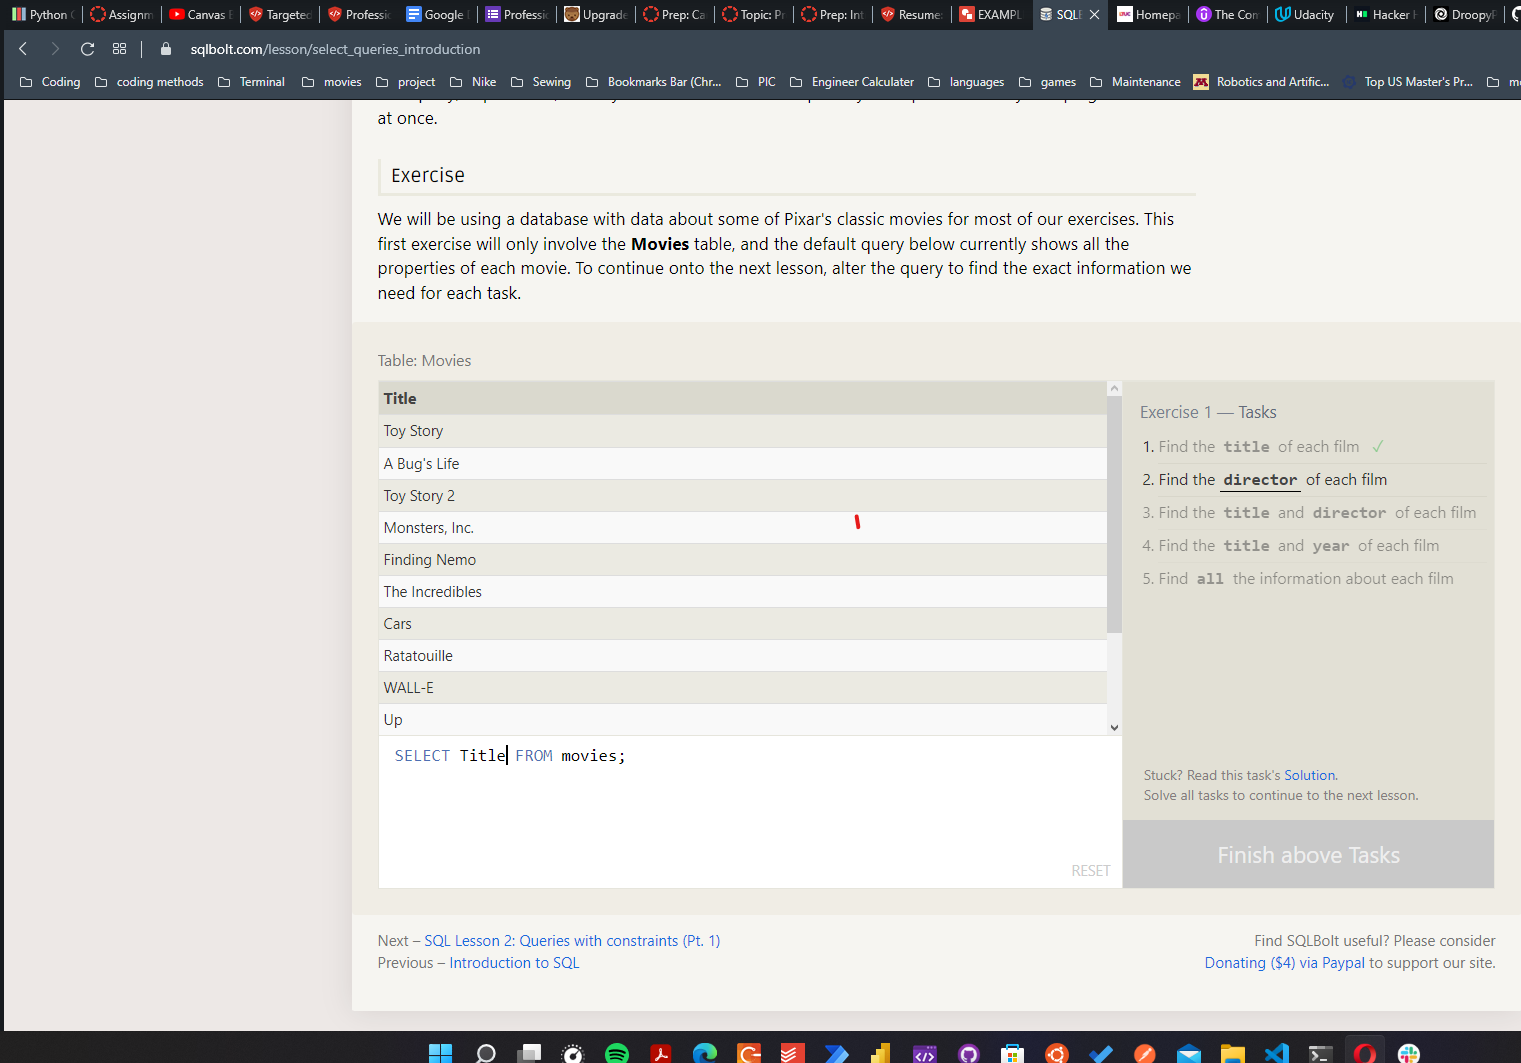 Python
Assignm
Canvas
Targeted
Professio
Google
Professio
Upgrade
Prep: Ca
Topic: Pr
Prep: Int
Resume
EXAMPL
SQL
Homepa
The Con
Udacity
Hacker
DroopyP
sqlbolt.com/lesson/select_queries_introduction
Coding
coding methods
Terminal
movies
project
Nike
Sewing
Bookmarks Bar (Chr...
PIC
Engineer Calculater
languages
games
Maintenance
Robotics and Artific...
Top US Master's Pr...
at once.
Exercise
We will be using a database with data about some of Pixar's classic movies for most of our exercises. This
first exercise will only involve the Movies table, and the default query below currently shows all the
properties of each movie. To continue onto the next lesson, alter the query to find the exact information we
need for each task.
Table: Movies
Title
Toy Story
A Bug's Life
Toy Story 2
Monsters, Inc.
Finding Nemo
The Incredibles
Cars
Ratatouille
WALL-E
Up
SELECT Title FROM movies;
RESET
Exercise 1 — Tasks
1. Find the title of each film ✓
2. Find the director of each film
3. Find the title and director of each film
4. Find the title and year of each film
5. Find all the information about each film
Stuck? Read this task's Solution.
Solve all tasks to continue to the next lesson.
Finish above Tasks
Next – SQL Lesson 2: Queries with constraints (Pt. 1)
Previous – Introduction to SQL
Find SQLBolt useful? Please consider
Donating ($4) via Paypal to support our site.